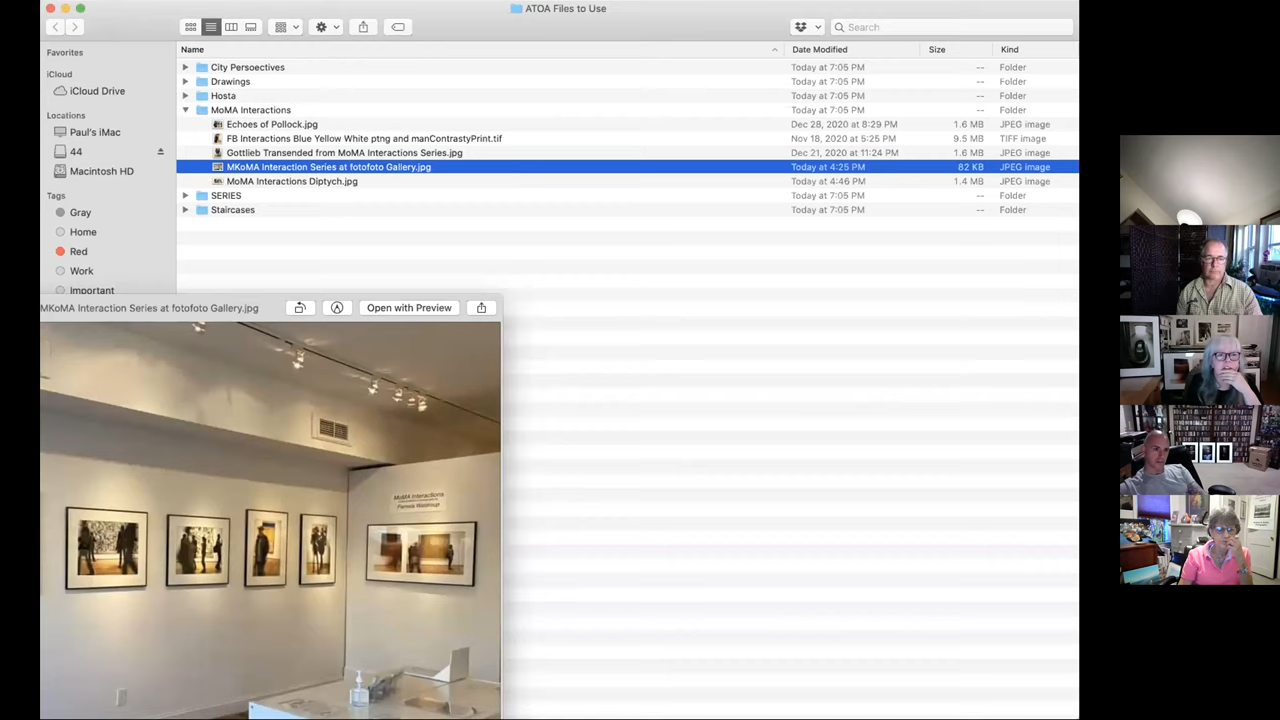 ATOA Files to Use
Search
Favorites
iCloud
iCloud Drive
Locations
Paul's iMac
44
Macintosh HD
Tags
Gray
Home
Red
Work
Important
Name Date Modified Size Kind
City Persoectives Today at 7:05 PM -- Folder
Drawings Today at 7:05 PM -- Folder
Hosta Today at 7:05 PM -- Folder
MoMA Interactions Today at 7:05 PM -- Folder
Echoes of Pollock.jpg Dec 28, 2020 at 8:29 PM 1.6 MB JPEG image
FB Interactions Blue Yellow White ptng and manContrastyPrint.tif Nov 18, 2020 at 5:25 PM 9.5 MB TIFF image
Gottlieb Transended from MoMA Interactions Series.jpg Dec 21, 2020 at 11:24 PM 1.6 MB JPEG image
MKoMA Interaction Series at fotofoto Gallery.jpg Today at 4:25 PM 82 KB JPEG image
MoMA Interactions Diptych.jpg Today at 4:46 PM 1.4 MB JPEG image
SERIES Today at 7:05 PM -- Folder
Staircases Today at 7:05 PM -- Folder
MKoMA Interaction Series at fotofoto Gallery.jpg Open with Preview
MoMA Interactions